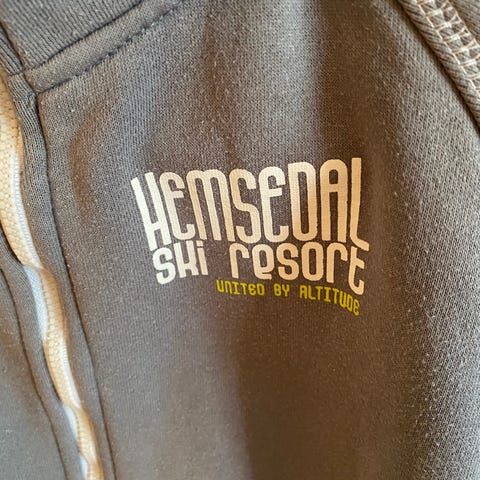 HEMSEDAL
ski resort
UNITED BY ALTITUDE